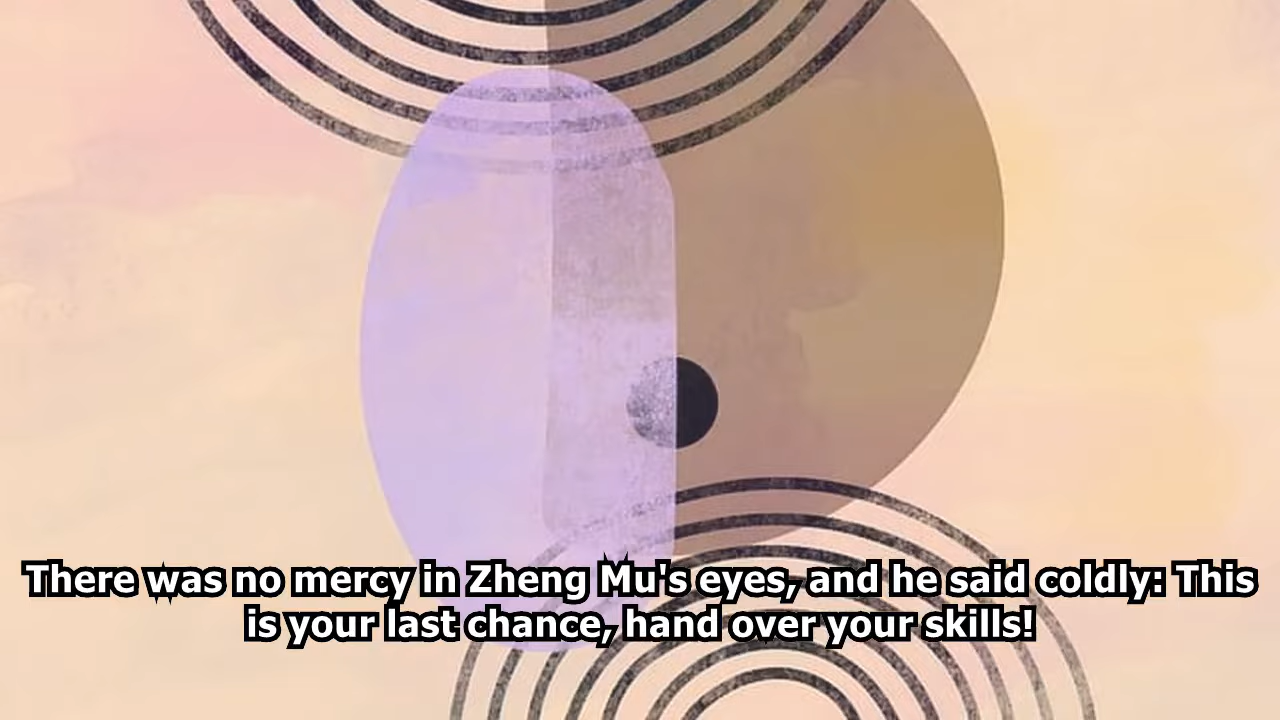 There was no mercy in Zheng Mu's eyes, and he said coldly: This
is your last chance, hand over your skills!